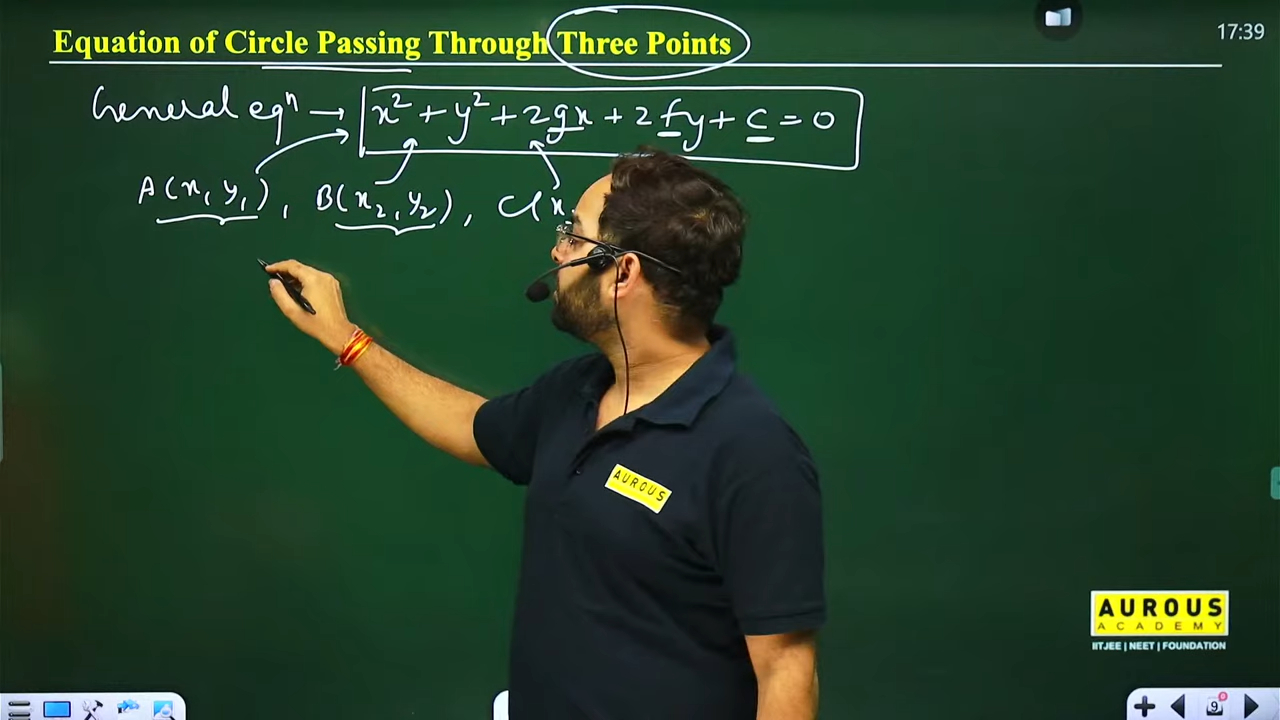 Equation of Circle Passing Through Three Points
17:39
General eqⁿ → x² + y² + 2gx + 2fy + c = 0
A(x₁ y₁), B(x₂, y₂), C(x
AUROUS
AUROUS
ACADEMY
IITJEE | NEET | FOUNDATION
9